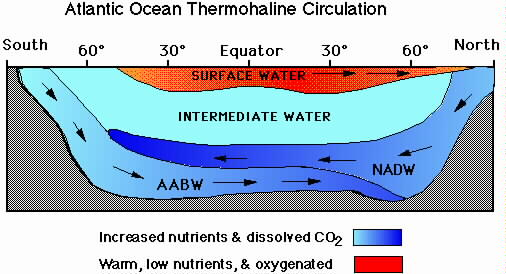 Atlantic Ocean Thermohaline Circulation
South 60° 30° Equator 30° 60° North
SURFACE WATER
INTERMEDIATE WATER
NADW
AABW
Increased nutrients & dissolved CO₂
Warm, low nutrients, & oxygenated